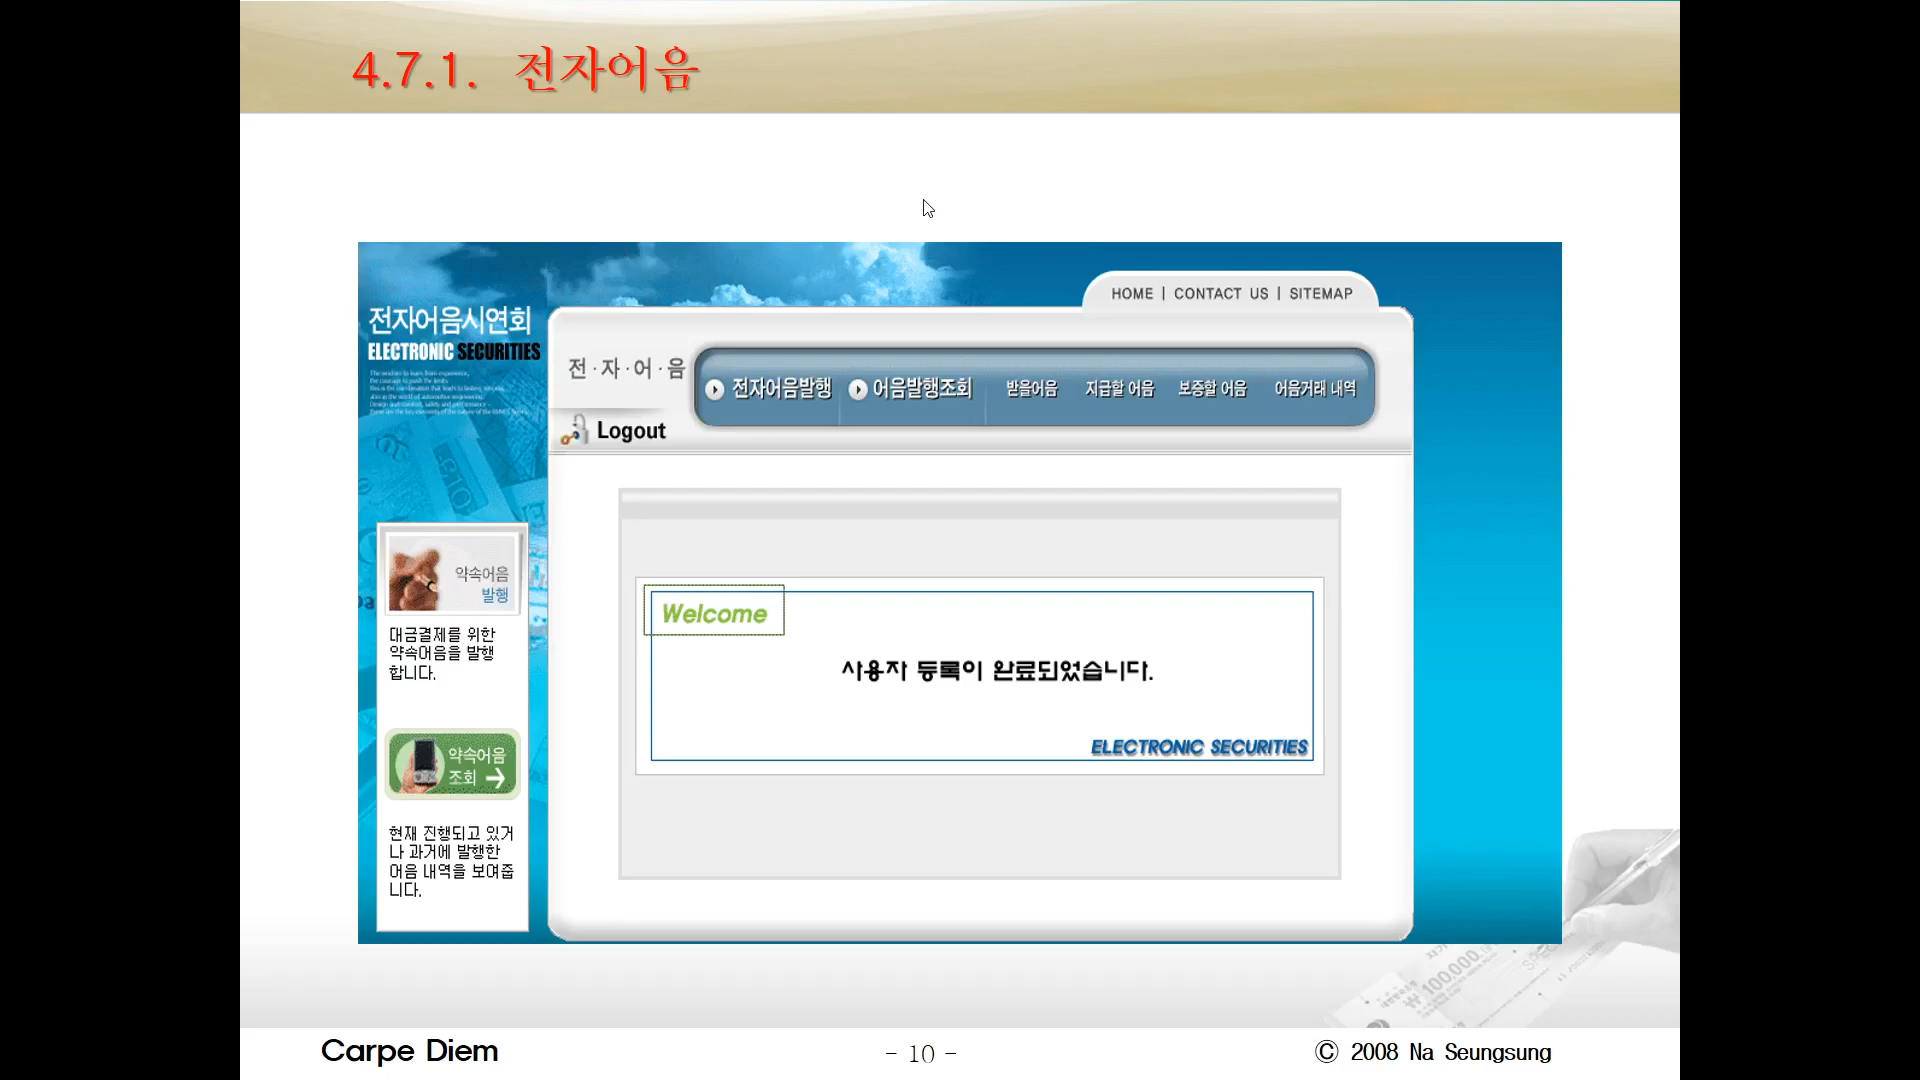 4.7.1. 전자어음
HOME | CONTACT US | SITEMAP
전자어음시연회
ELECTRONIC SECURITIES
전·자·어·음
전자어음발행
어음발행조회
받을어음
지급할 어음
보증할 어음
어음거래 내역
Logout
약속어음
발행
대금결제를 위한
약속어음을 발행
합니다.
약속어음
조회
현재 진행되고 있거
나 과거에 발행한
어음 내역을 보여줍
니다.
Welcome
사용자 등록이 완료되었습니다.
ELECTRONIC SECURITIES
₩100,000
Carpe Diem
- 10 -
© 2008 Na Seungsung